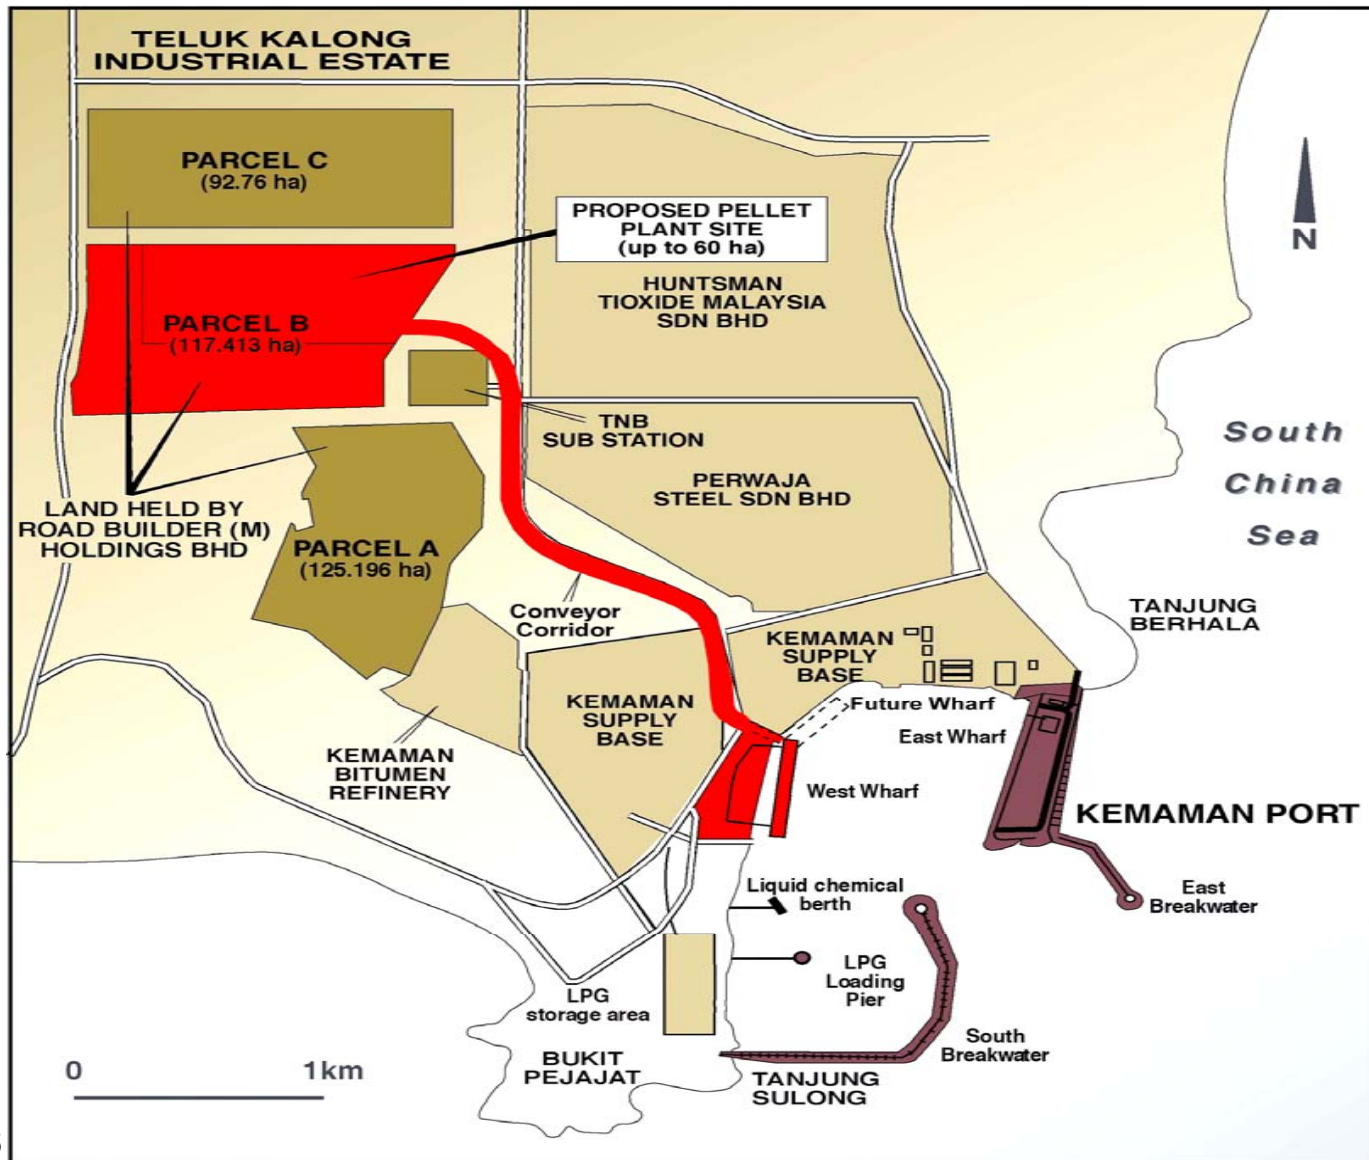 TELUK KALONG
INDUSTRIAL ESTATE
PARCEL C
(92.76 ha)
PROPOSED PELLET
PLANT SITE
(up to 60 ha)
N
HUNTSMAN
TIOXIDE MALAYSIA
SDN BHD
PARCEL B
(117.413 ha)
TNB
SUB STATION
South
China
Sea
PERWAJA
STEEL SDN BHD
LAND HELD BY
ROAD BUILDER (M)
HOLDINGS BHD
PARCEL A
(125.196 ha)
Conveyor
Corridor
TANJUNG
BERHALA
KEMAMAN
SUPPLY
BASE
KEMAMAN
SUPPLY
BASE
Future Wharf
East Wharf
KEMAMAN
BITUMEN
REFINERY
West Wharf
KEMAMAN PORT
Liquid chemical
berth
East
Breakwater
LPG
Loading
Pier
LPG
storage area
South
Breakwater
BUKIT
PEJAJAT
TANJUNG
SULONG
0 1km